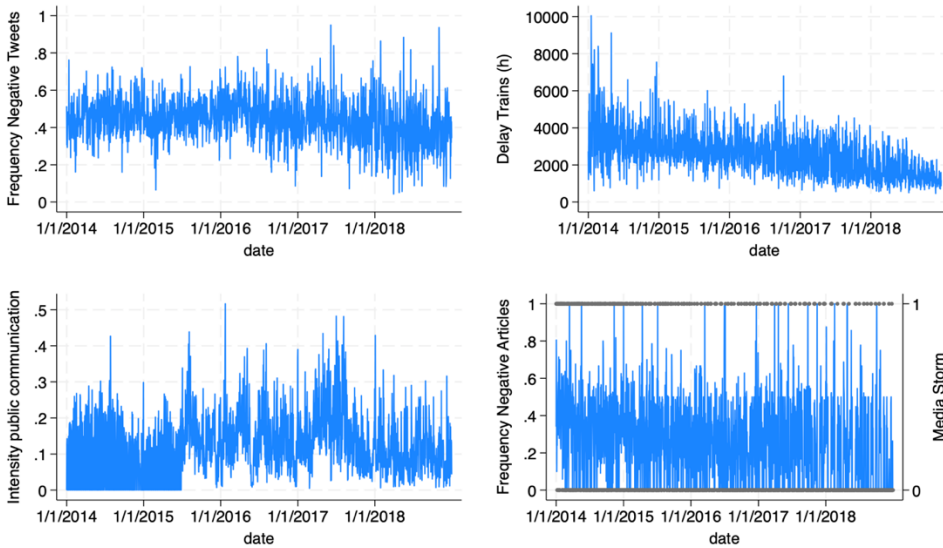 Frequency Negative Tweets
1
.8
.6
.4
.2
0
1/1/2014 1/1/2015 1/1/2016 1/1/2017 1/1/2018
date
Delay Trains (h)
10000
8000
6000
4000
2000
0
1/1/2014 1/1/2015 1/1/2016 1/1/2017 1/1/2018
date
Intensity public communication
.5
.4
.3
.2
.1
0
1/1/2014 1/1/2015 1/1/2016 1/1/2017 1/1/2018
date
Frequency Negative Articles
1
.8
.6
.4
.2
0
1/1/2014 1/1/2015 1/1/2016 1/1/2017 1/1/2018
date
1
0
Media Storm